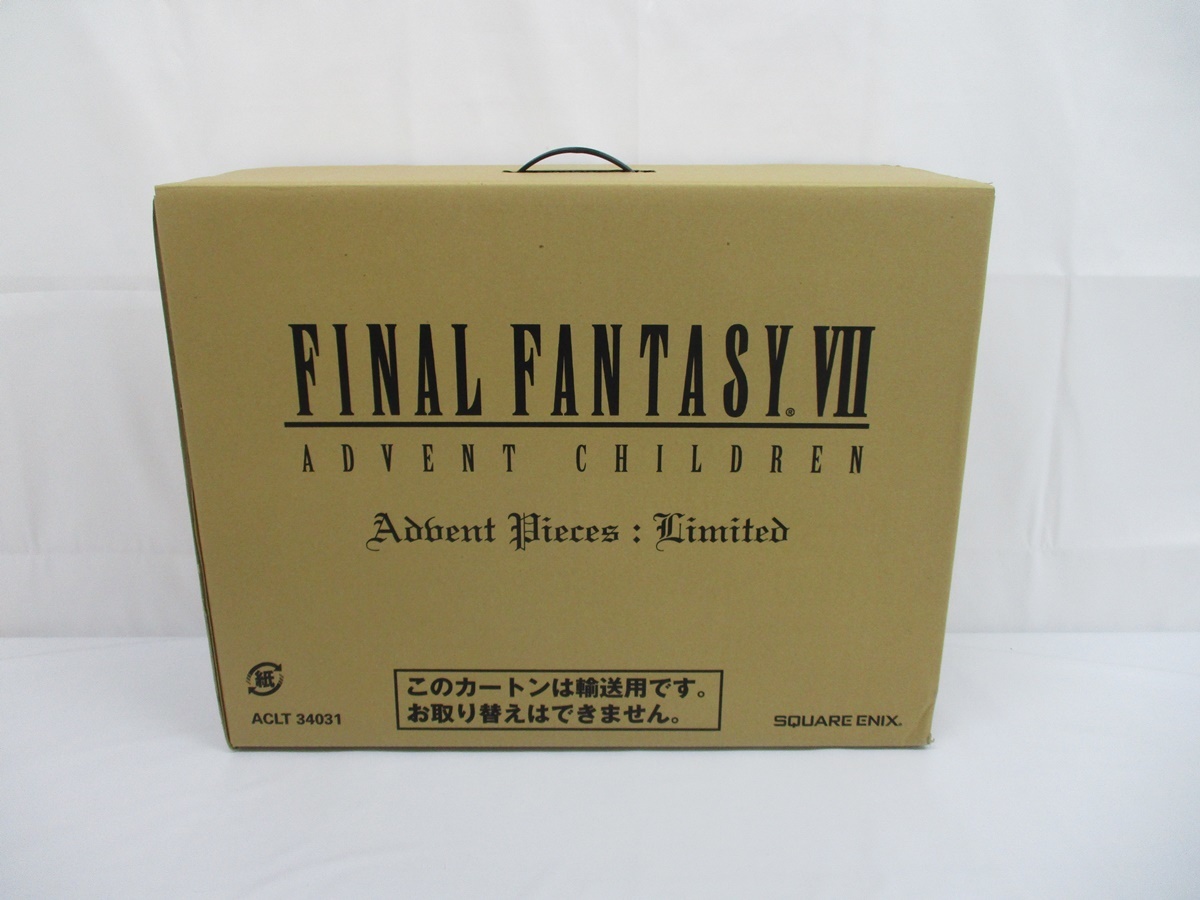 FINAL FANTASY® VII
ADVENT CHILDREN
Advent Pieces : Limited
紙
ACLT 34031
このカートンは輸送用です。
お取り替えはできません。
SQUARE ENIX.